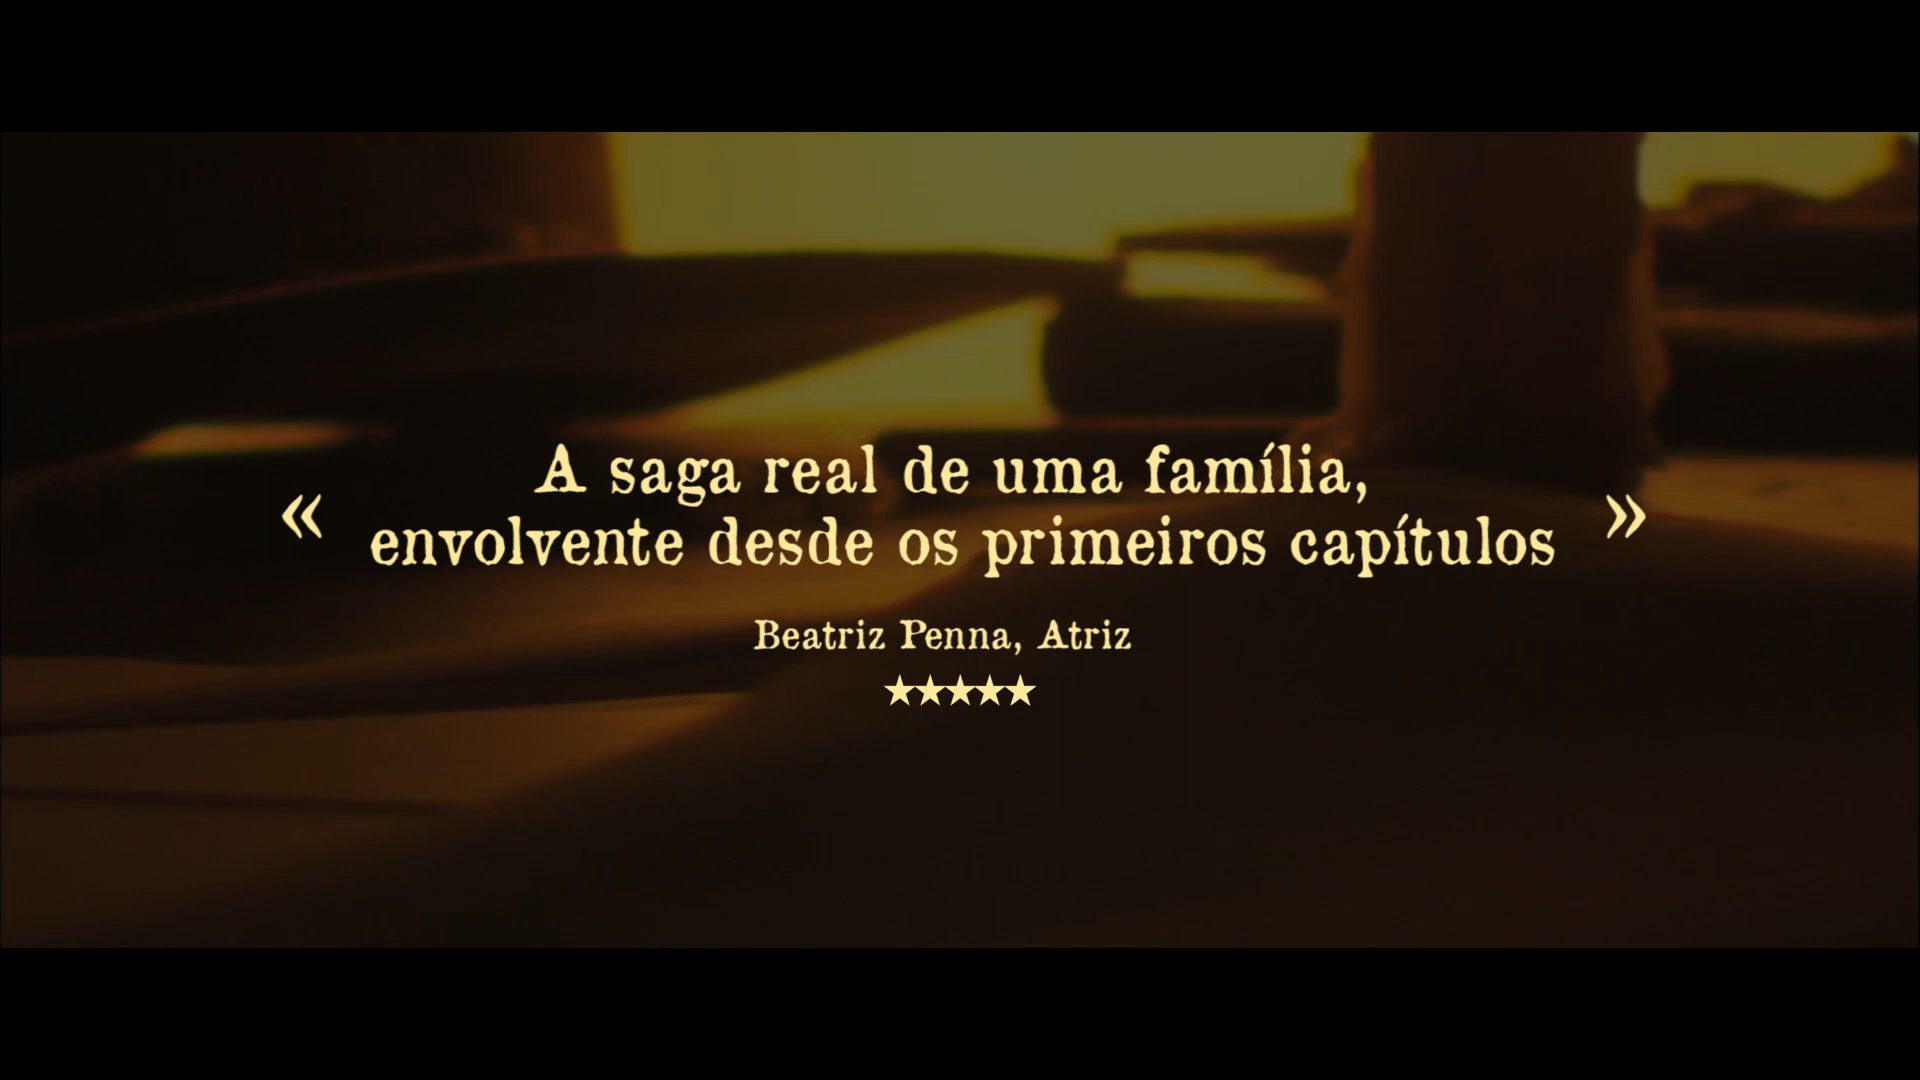 « A saga real de uma família,
envolvente desde os primeiros capítulos »
Beatriz Penna, Atriz
★★★★★